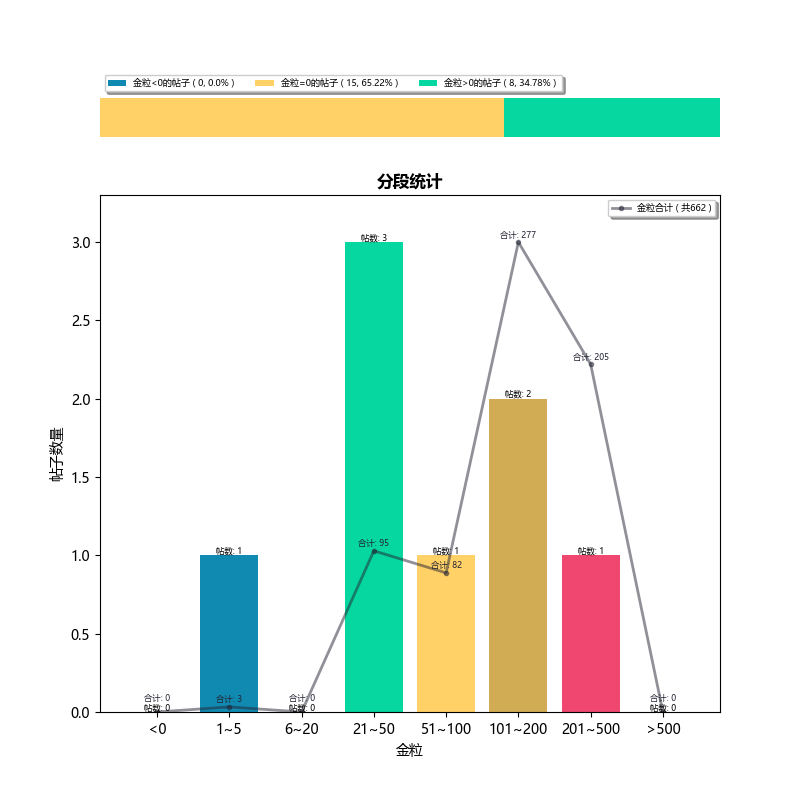 金粒<0的帖子 ( 0, 0.0% ) 金粒=0的帖子 ( 15, 65.22% ) 金粒>0的帖子 ( 8, 34.78% )
分段统计
金粒合计 ( 共662 )
合计: 277
3.0
帖数: 3
2.5
合计: 205
2.0
帖数: 2
帖子数量
1.5
合计: 95
1.0
帖数: 1
帖数: 1
帖数: 1
合计: 82
0.5
合计: 0
合计: 3
合计: 0
合计: 0
帖数: 0
帖数: 0
帖数: 0
0.0
<0 1~5 6~20 21~50 51~100 101~200 201~500 >500
金粒